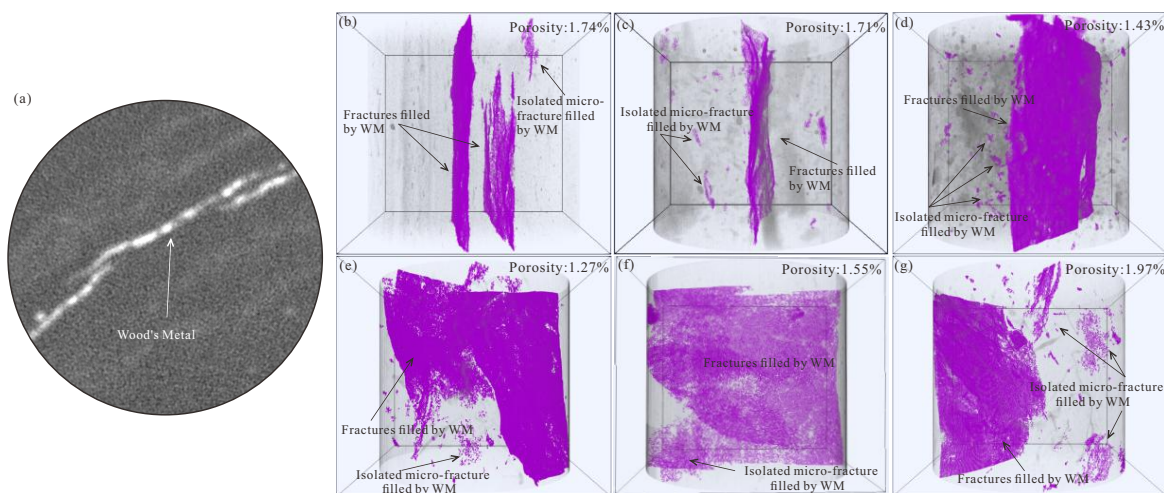 (a)
Wood's Metal
(b)
Porosity:1.74%
Fractures filled
by WM
Isolated micro-
fracture filled
by WM
(c)
Porosity:1.71%
Isolated micro-fracture
filled by WM
Fractures filled
by WM
(d)
Porosity:1.43%
Fractures filled by WM
Isolated micro-fracture
filled by WM
(e)
Porosity:1.27%
Fractures filled by WM
Isolated micro-fracture
filled by WM
(f)
Porosity:1.55%
Fractures filled by WM
Isolated micro-fracture
filled by WM
(g)
Porosity:1.97%
Isolated micro-fracture
filled by WM
Fractures filled by WM